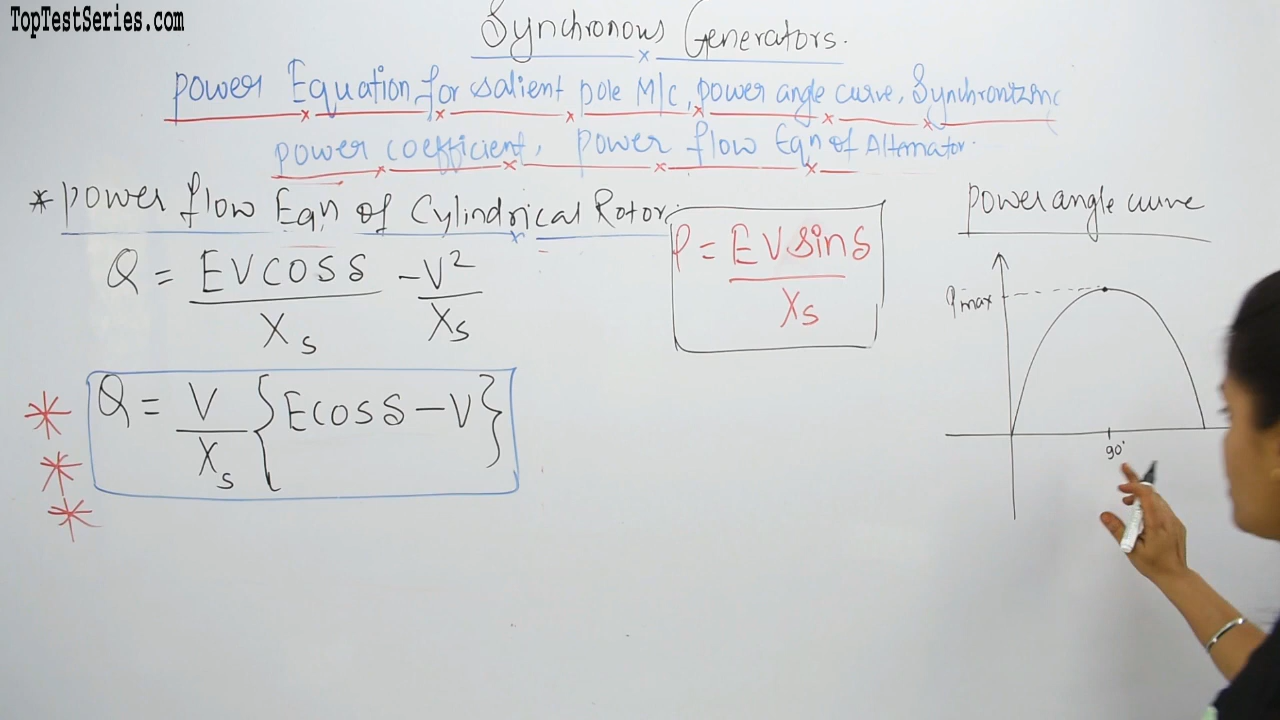 TopTestSeries.com
Synchronous Generators.
power Equation for salient pole M/c, power angle curve, Synchronizing
power coefficient, power flow Eqn of Alternator.
* power flow Eqn of Cylindrical Rotor.
Q = EVCOSδ / Xs - V² / Xs
P = EVsinδ / Xs
Q = V / Xs {ECOSδ - V}
power angle curve
Pmax
90°